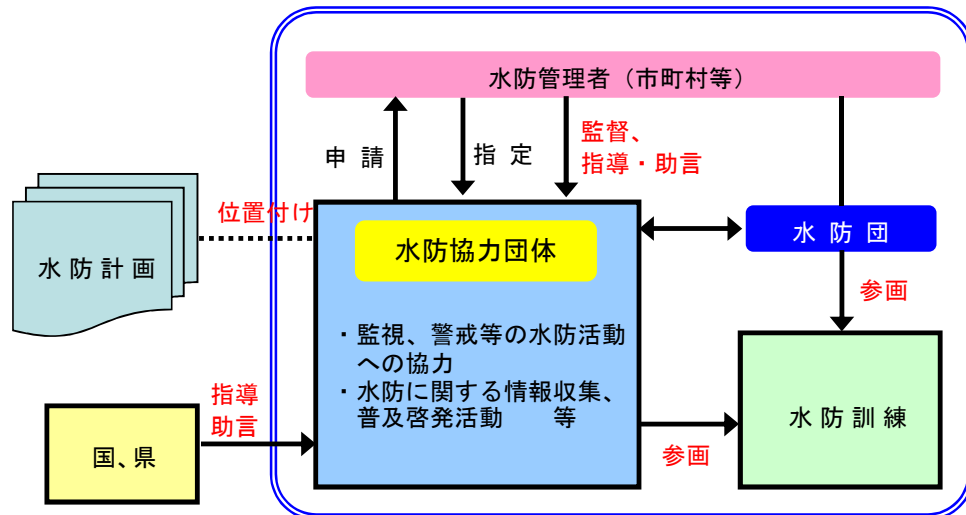 水防管理者（市町村等）
申 請
指 定
監督、
指導・助言
位置付け
水 防 計 画
水防協力団体
水 防 団
参画
・監視、警戒等の水防活動
への協力
・水防に関する情報収集、
普及啓発活動　　等
指導
助言
国、県
参画
水 防 訓 練